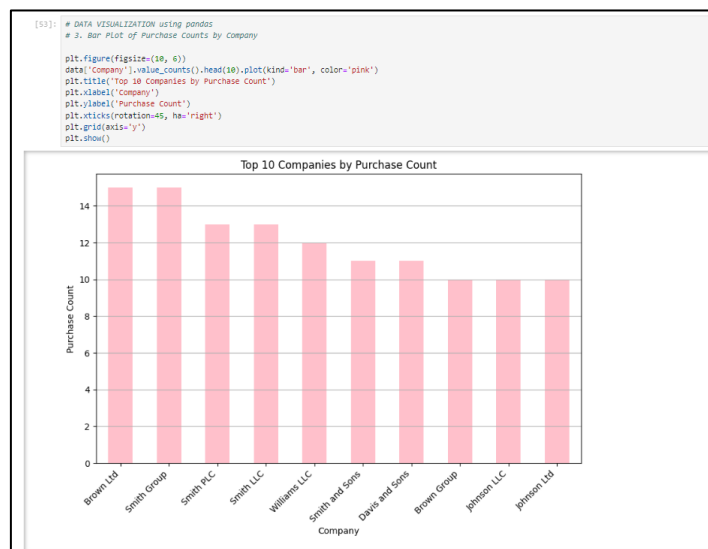 [53]: # DATA VISUALIZATION using pandas
# 3. Bar Plot of Purchase Counts by Company
plt.figure(figsize=(10, 6))
data['Company'].value_counts().head(10).plot(kind='bar', color='pink')
plt.title('Top 10 Companies by Purchase Count')
plt.xlabel('Company')
plt.ylabel('Purchase Count')
plt.xticks(rotation=45, ha='right')
plt.grid(axis='y')
plt.show()
Top 10 Companies by Purchase Count
Purchase Count
14
12
10
8
6
4
2
0
Brown Ltd
Smith Group
Smith PLC
Smith LLC
Williams LLC
Smith and Sons
Davis and Sons
Brown Group
Johnson LLC
Johnson Ltd
Company